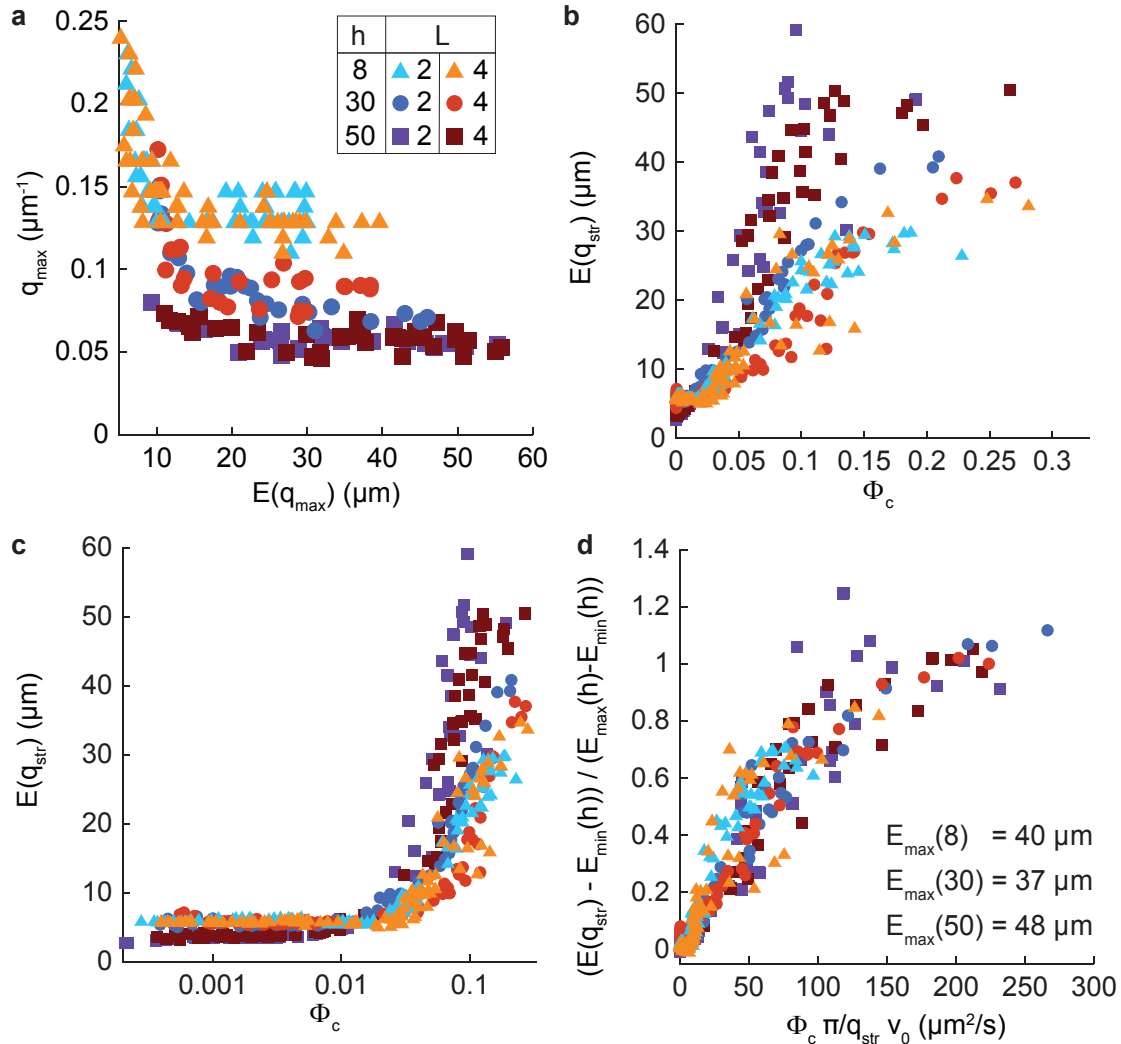 a
0.25
0.2
0.15
0.1
0.05
0
10 20 30 40 50 60
q_max (µm⁻¹)
E(q_max) (µm)
h L
8 2 4
30 2 4
50 2 4
b
60
50
40
30
20
10
0
0 0.05 0.1 0.15 0.2 0.25 0.3
E(q_str) (µm)
Φ_c
c
60
50
40
30
20
10
0
0.001 0.01 0.1
E(q_str) (µm)
Φ_c
d
1.4
1.2
1
0.8
0.6
0.4
0.2
0
0 50 100 150 200 250 300
(E(q_str) - E_min(h)) / (E_max(h)-E_min(h))
Φ_c π/q_str v_0 (µm²/s)
E_max(8) = 40 µm
E_max(30) = 37 µm
E_max(50) = 48 µm